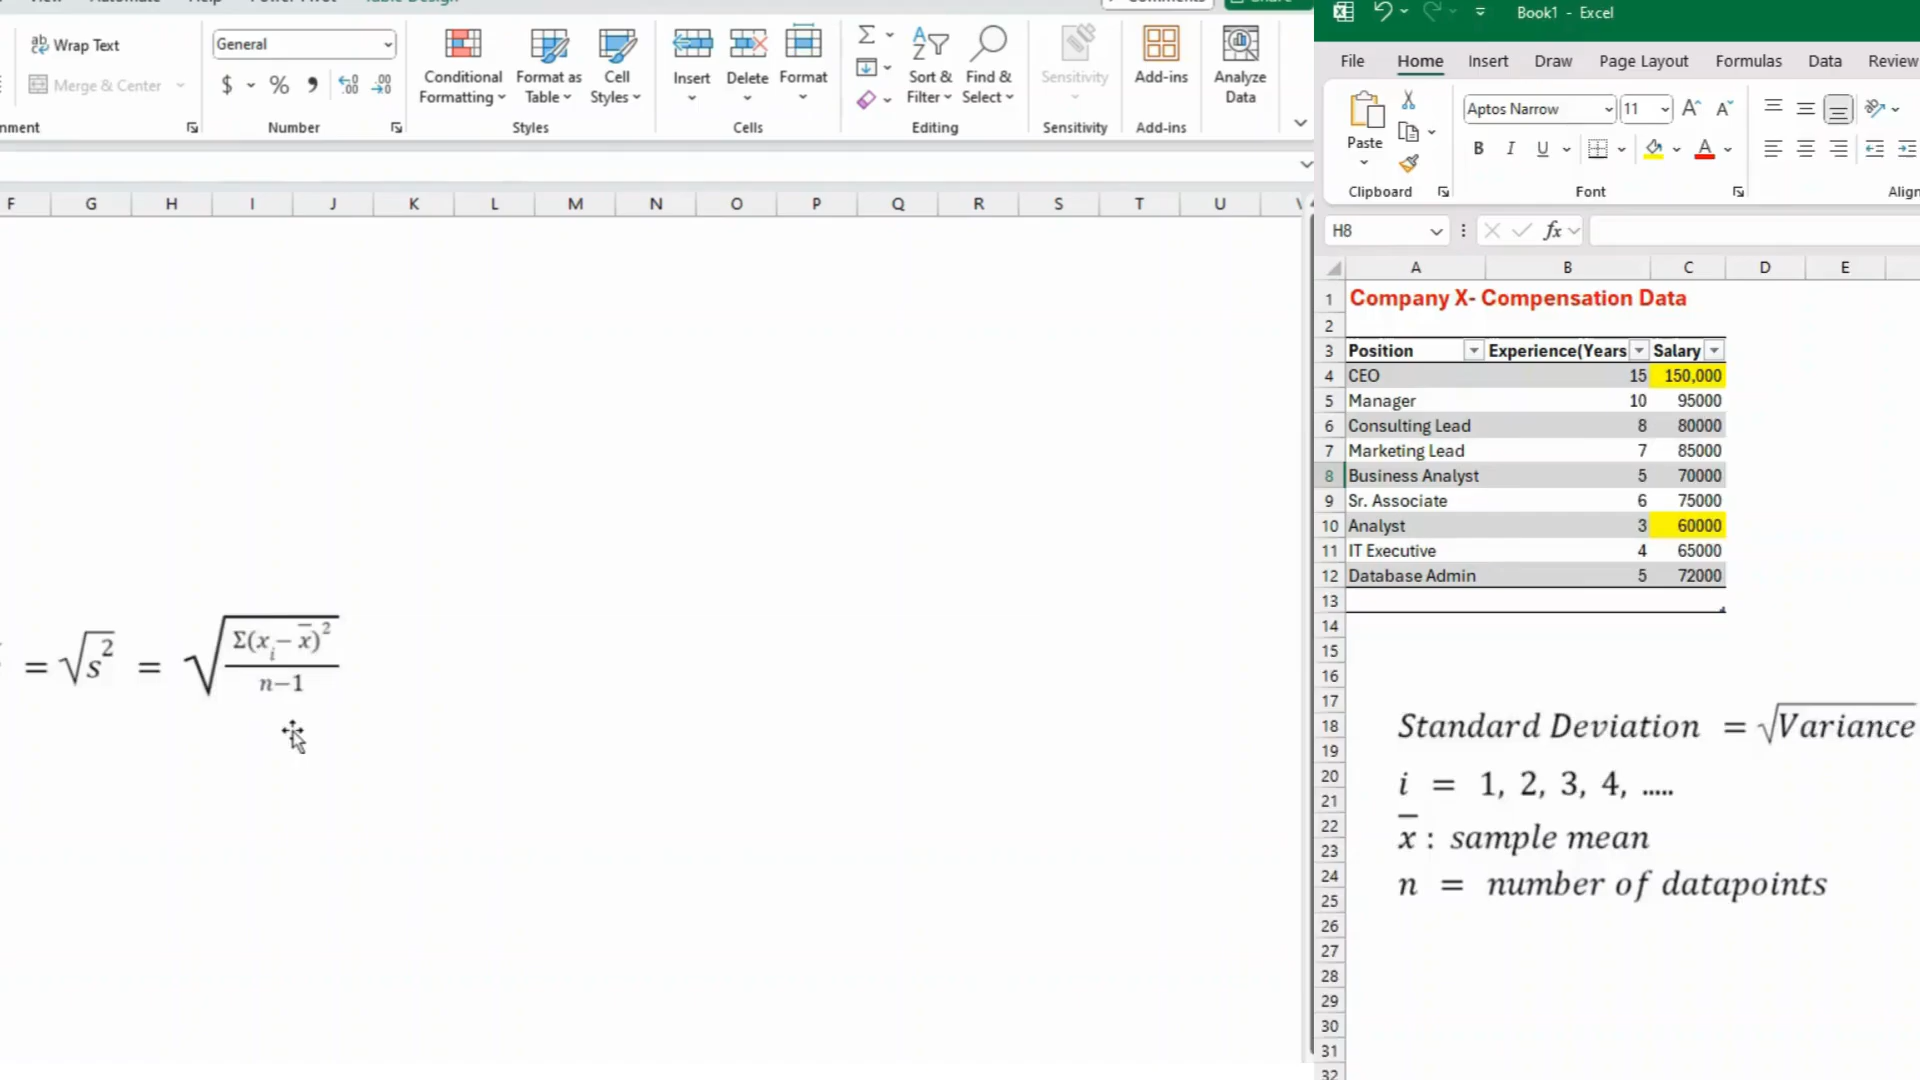 Wrap Text
Merge & Center
General
$ % ,
Number
Conditional Formatting
Format as Table
Cell Styles
Styles
Insert
Delete
Format
Cells
Sort & Filter
Find & Select
Editing
Sensitivity
Sensitivity
Add-ins
Add-ins
Analyze Data
F G H I J K L M N O P Q R S T U
= √s² = √Σ(xᵢ− x̅)²
n−1
Book1 - Excel
File Home Insert Draw Page Layout Formulas Data Review
Paste
Clipboard
Aptos Narrow 11
B I U
Font
H8
fx
A B C D E
1 Company X- Compensation Data
2
3 Position Experience(Years Salary
4 CEO 15 150,000
5 Manager 10 95000
6 Consulting Lead 8 80000
7 Marketing Lead 7 85000
8 Business Analyst 5 70000
9 Sr. Associate 6 75000
10 Analyst 3 60000
11 IT Executive 4 65000
12 Database Admin 5 72000
13
14
15
16
17
18 Standard Deviation = √Variance
19
20 i = 1, 2, 3, 4, .....
21
22 x̅ : sample mean
23
24 n = number of datapoints
25
26
27
28
29
30
31
32